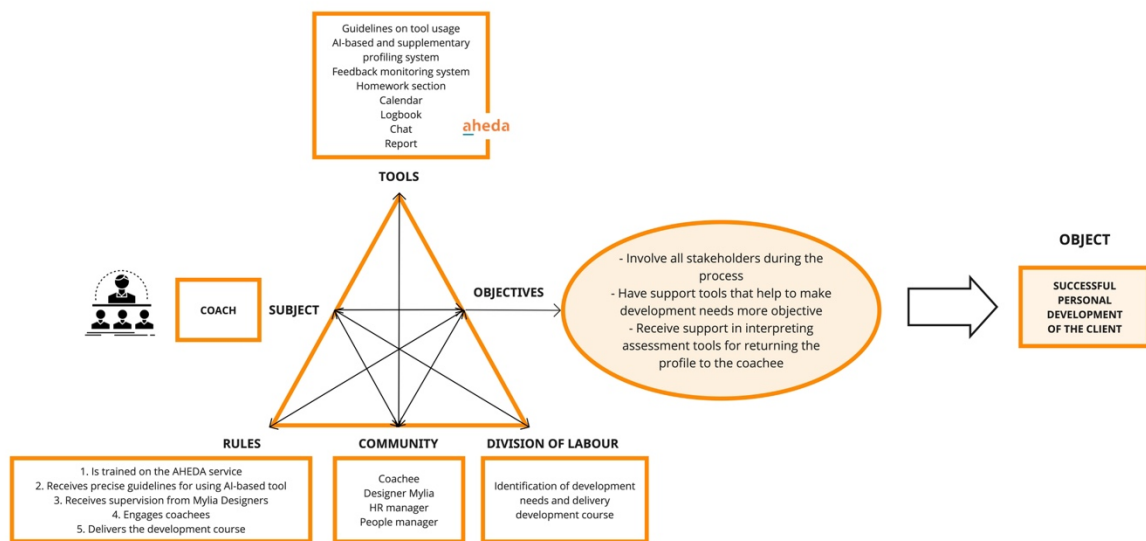 Guidelines on tool usage
AI-based and supplementary
profiling system
Feedback monitoring system
Homework section
Calendar
Logbook
Chat
Report
aheda
TOOLS
COACH
SUBJECT
OBJECTIVES
- Involve all stakeholders during the
process
- Have support tools that help to make
development needs more objective
- Receive support in interpreting
assessment tools for returning the
profile to the coachee
OBJECT
SUCCESSFUL
PERSONAL
DEVELOPMENT
OF THE CLIENT
RULES
1. Is trained on the AHEDA service
2. Receives precise guidelines for using AI-based tool
3. Receives supervision from Mylia Designers
4. Engages coachees
5. Delivers the development course
COMMUNITY
Coachee
Designer Mylia
HR manager
People manager
DIVISION OF LABOUR
Identification of development
needs and delivery
development course